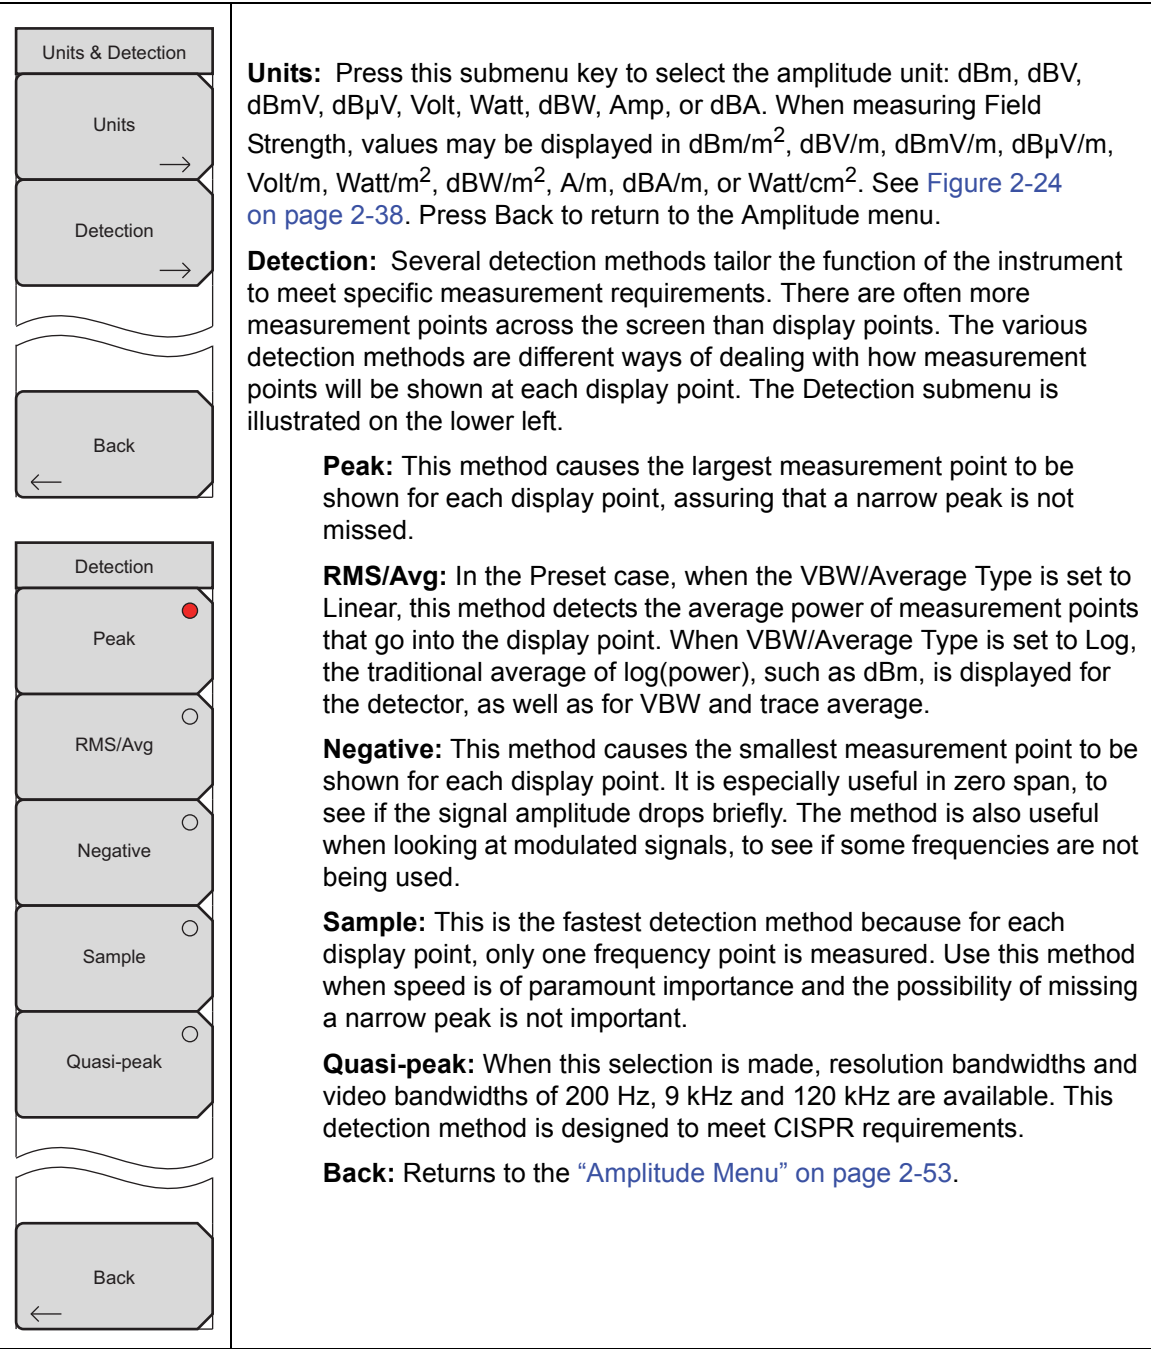 Units & Detection
Units
Detection
Back
Detection
Peak
RMS/Avg
Negative
Sample
Quasi-peak
Back
Units: Press this submenu key to select the amplitude unit: dBm, dBV,
dBmV, dBµV, Volt, Watt, dBW, Amp, or dBA. When measuring Field
Strength, values may be displayed in dBm/m², dBV/m, dBmV/m, dBµV/m,
Volt/m, Watt/m², dBW/m², A/m, dBA/m, or Watt/cm². See Figure 2-24
on page 2-38. Press Back to return to the Amplitude menu.
Detection: Several detection methods tailor the function of the instrument
to meet specific measurement requirements. There are often more
measurement points across the screen than display points. The various
detection methods are different ways of dealing with how measurement
points will be shown at each display point. The Detection submenu is
illustrated on the lower left.
Peak: This method causes the largest measurement point to be
shown for each display point, assuring that a narrow peak is not
missed.
RMS/Avg: In the Preset case, when the VBW/Average Type is set to
Linear, this method detects the average power of measurement points
that go into the display point. When VBW/Average Type is set to Log,
the traditional average of log(power), such as dBm, is displayed for
the detector, as well as for VBW and trace average.
Negative: This method causes the smallest measurement point to be
shown for each display point. It is especially useful in zero span, to
see if the signal amplitude drops briefly. The method is also useful
when looking at modulated signals, to see if some frequencies are not
being used.
Sample: This is the fastest detection method because for each
display point, only one frequency point is measured. Use this method
when speed is of paramount importance and the possibility of missing
a narrow peak is not important.
Quasi-peak: When this selection is made, resolution bandwidths and
video bandwidths of 200 Hz, 9 kHz and 120 kHz are available. This
detection method is designed to meet CISPR requirements.
Back: Returns to the “Amplitude Menu” on page 2-53.